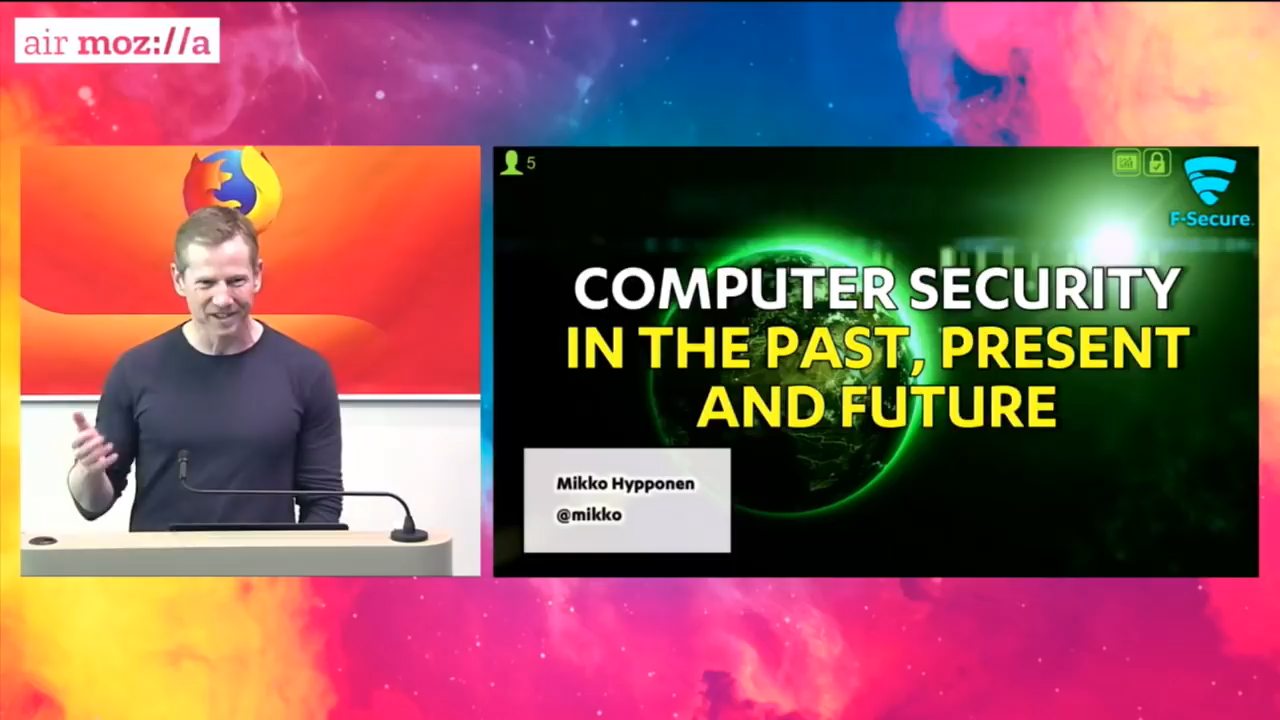 air moz://a
5
F-Secure.
COMPUTER SECURITY
IN THE PAST, PRESENT
AND FUTURE
Mikko Hypponen
@mikko